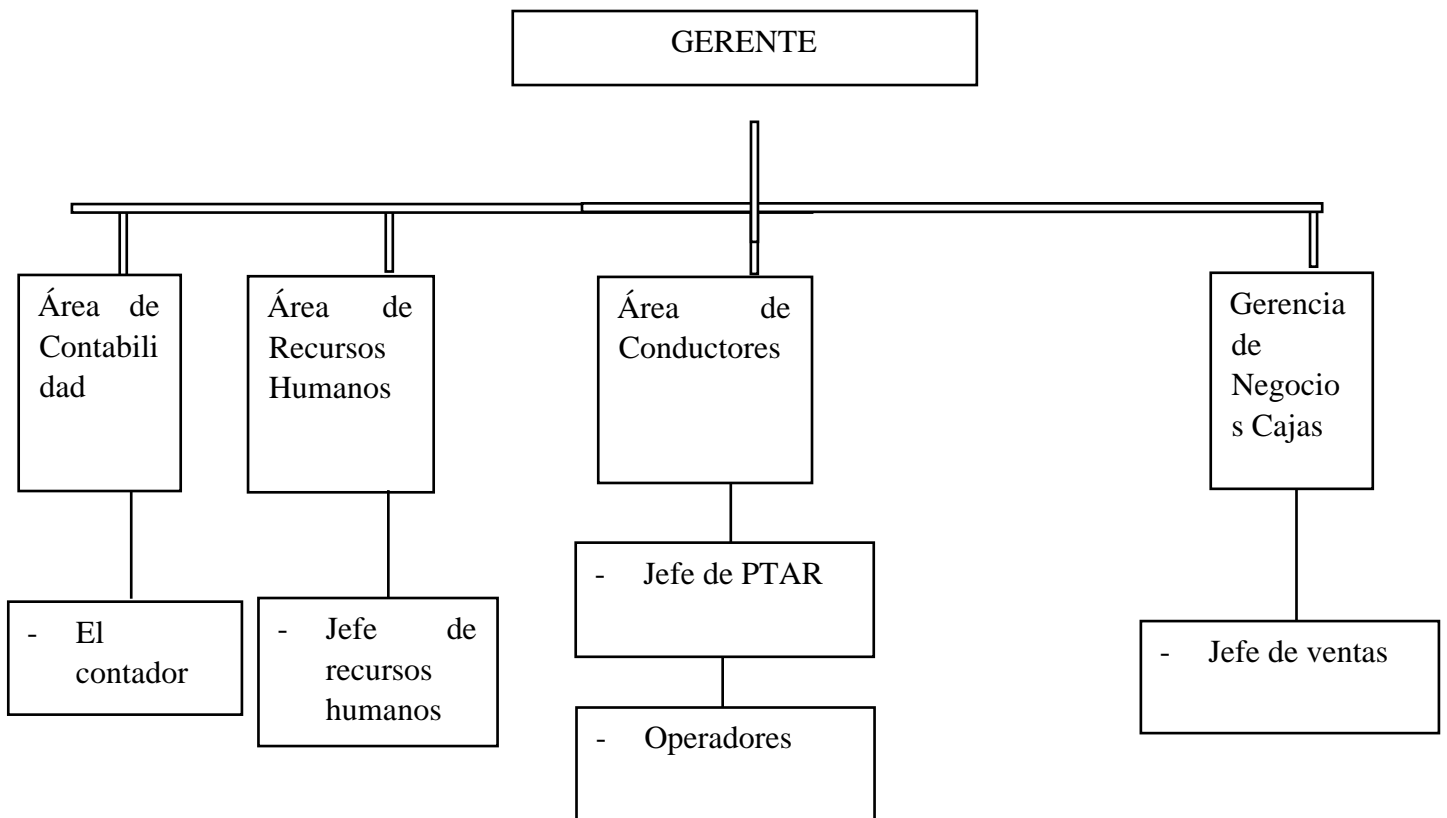 GERENTE
Área de
Contabili
dad
Área de
Recursos
Humanos
Área de
Conductores
Gerencia
de
Negocio
s Cajas
- El
contador
- Jefe de
recursos
humanos
- Jefe de PTAR
- Operadores
- Jefe de ventas